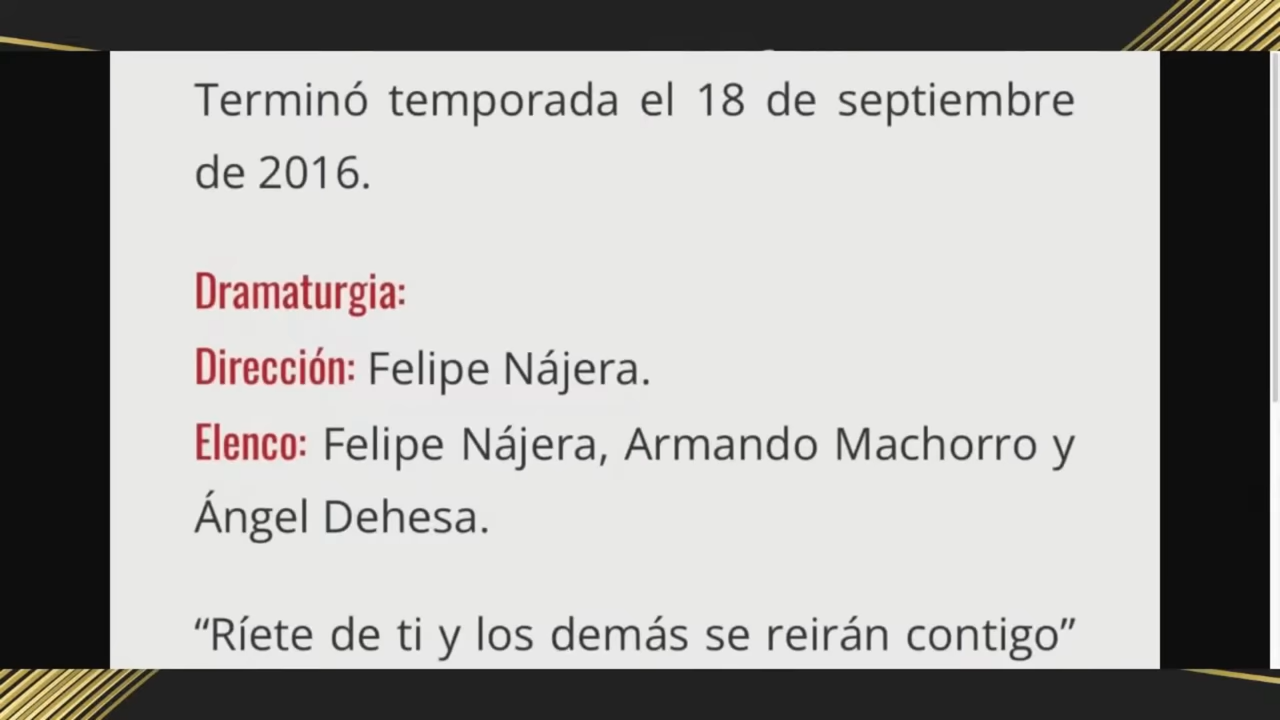 Terminó temporada el 18 de septiembre
de 2016.
Dramaturgia:
Dirección: Felipe Nájera.
Elenco: Felipe Nájera, Armando Machorro y
Ángel Dehesa.
“Ríete de ti y los demás se reirán contigo”